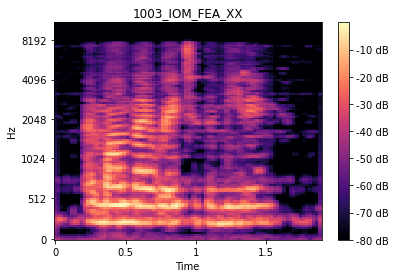 1003_IOM_FEA_XX
8192
4096
2048
1024
512
0
Hz
0
0.5
1
1.5
Time
-10 dB
-20 dB
-30 dB
-40 dB
-50 dB
-60 dB
-70 dB
-80 dB